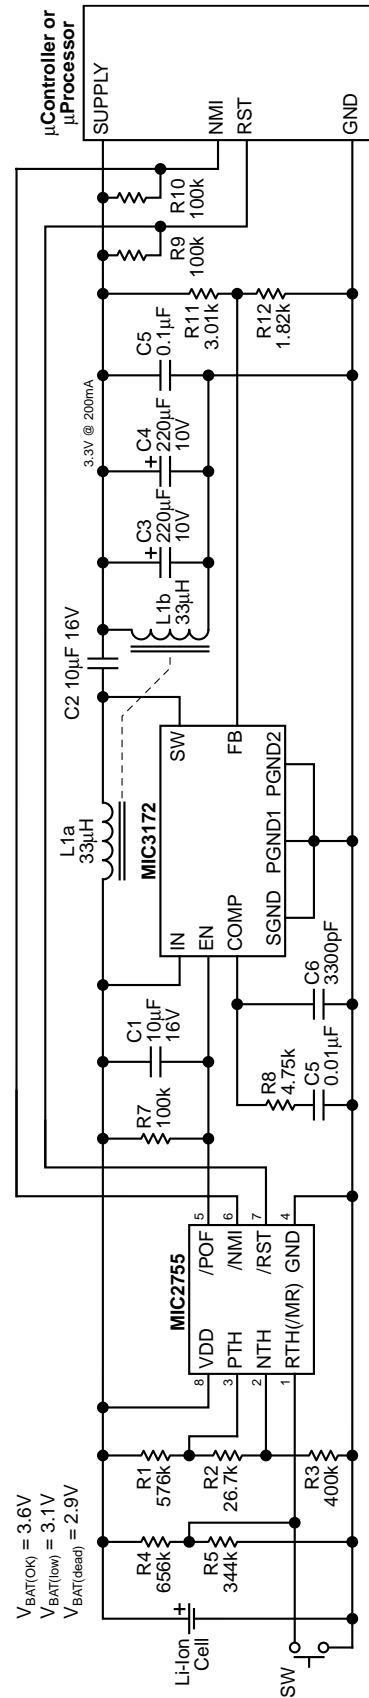 V_BAT(OK) = 3.6V
V_BAT(low) = 3.1V
V_BAT(dead) = 2.9V
Li-Ion
Cell
SW
R4
656k
R5
344k
R1
576k
R2
26.7k
R3
400k
MIC2755
8
VDD
3
PTH
2
NTH
1
RTH(/MR)
/POF
5
/NMI
6
/RST
7
GND
4
R7
100k
C1
10µF
16V
R8
4.75k
C5
0.01µF
C6
3300pF
L1a
33µH
MIC3172
IN
EN
COMP
SW
FB
SGND
PGND1
PGND2
C2 10µF 16V
L1b
33µH
+
C3
220µF
10V
+
C4
220µF
10V
3.3V @ 200mA
C5
0.1µF
R11
3.01k
R12
1.82k
R9
100k
R10
100k
µController or
µProcessor
SUPPLY
NMI
RST
GND
+